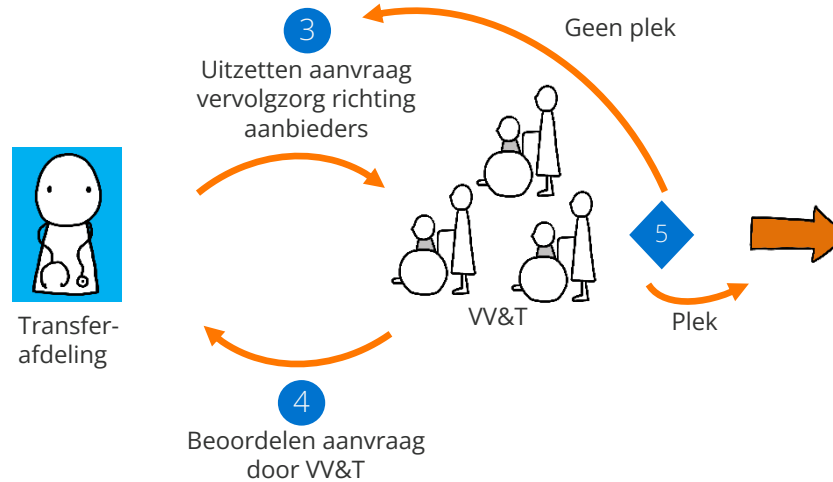 3
Uitzetten aanvraag
vervolgzorg richting
aanbieders
Geen plek
5
Transfer-
afdeling
VV&T
Plek
4
Beoordelen aanvraag
door VV&T